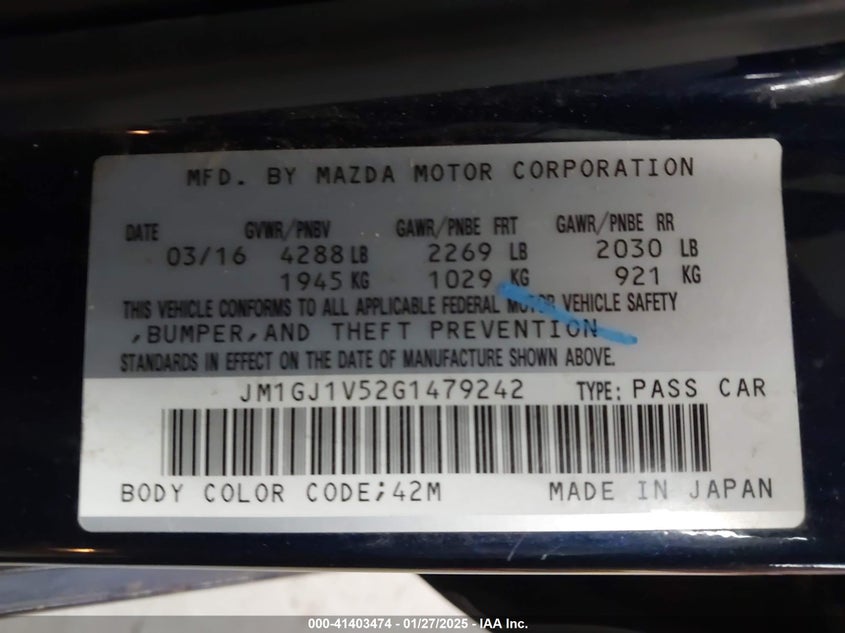 MFD. BY MAZDA MOTOR CORPORATION
DATE GVWR/PNBV GAWR/PNBE FRT GAWR/PNBE RR
03/16 4288 LB 2269 LB 2030 LB
1945 KG 1029 KG 921 KG
THIS VEHICLE CONFORMS TO ALL APPLICABLE FEDERAL MOTOR VEHICLE SAFETY
,BUMPER,AND THEFT PREVENTION
STANDARDS IN EFFECT ON THE DATE OF MANUFACTURE SHOWN ABOVE.
JM1GJ1V52G1479242 TYPE: PASS CAR
BODY COLOR CODE;42M MADE IN JAPAN
000-41403474 - 01/27/2025 - IAA Inc.